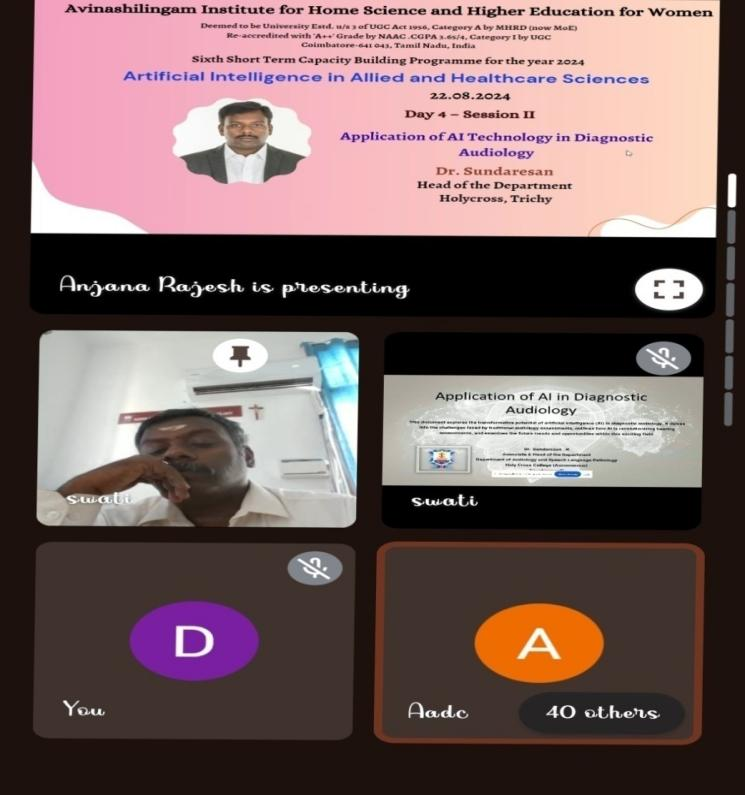 Avinashilingam Institute for Home Science and Higher Education for Women
Deemed to be University Estd. u/s 3 of UGC Act 1956, Category A by MHRD (now MoE)
Re-accredited with 'A++' Grade by NAAC .CGPA 3.65/4, Category I by UGC
Coimbatore-641 043, Tamil Nadu, India
Sixth Short Term Capacity Building Programme for the year 2024
Artificial Intelligence in Allied and Healthcare Sciences
22.08.2024
Day 4 – Session II
Application of AI Technology in Diagnostic
Audiology
Dr. Sundaresan
Head of the Department
Holycross, Trichy
Anjana Rajesh is presenting
swati
Application of AI in Diagnostic
Audiology
Associate & Head of the Department
Department of Audiology and Speech Language Pathology
Holy Cross College (Autonomous)
swati
D
You
A
Aadc
40 others